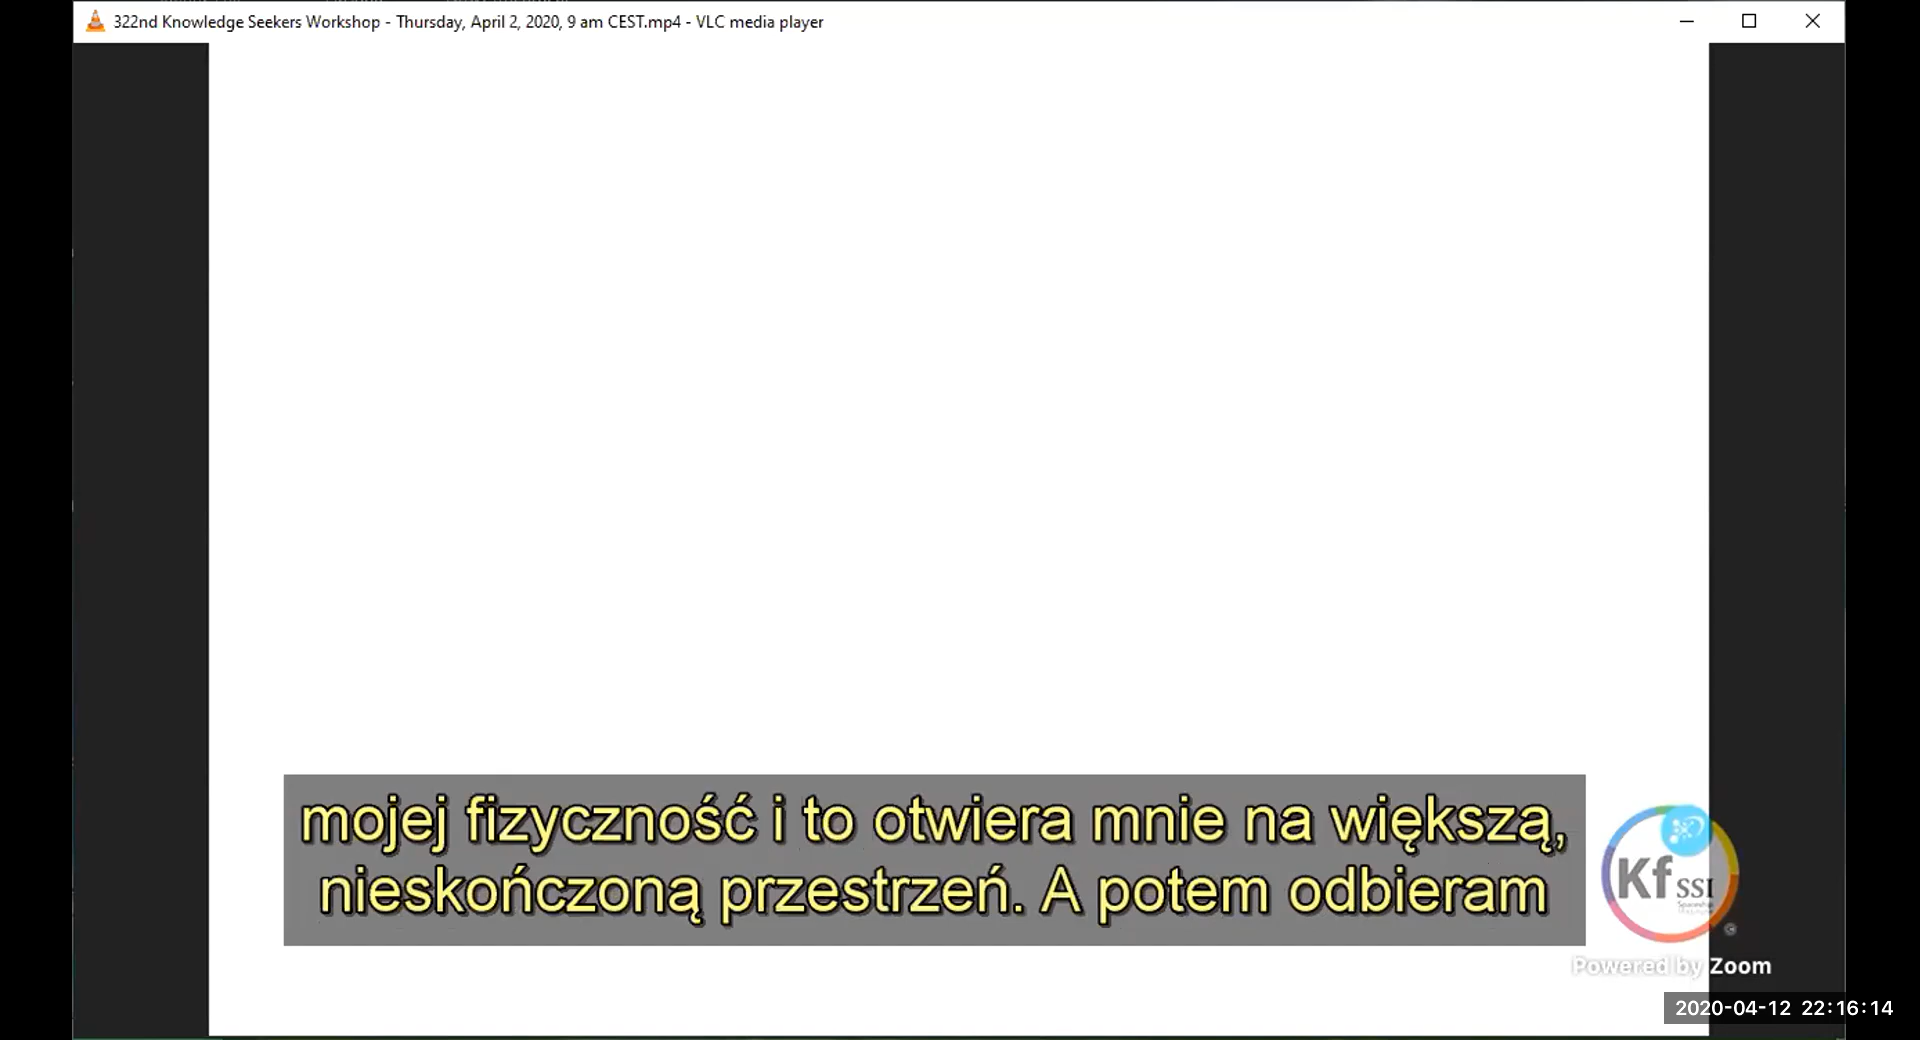 322nd Knowledge Seekers Workshop - Thursday, April 2, 2020, 9 am CEST.mp4 - VLC media player
mojej fizyczność i to otwiera mnie na większą,
nieskończoną przestrzeń. A potem odbieram
Kf SSI
©
Powered by Zoom
2020-04-12 22:16:14